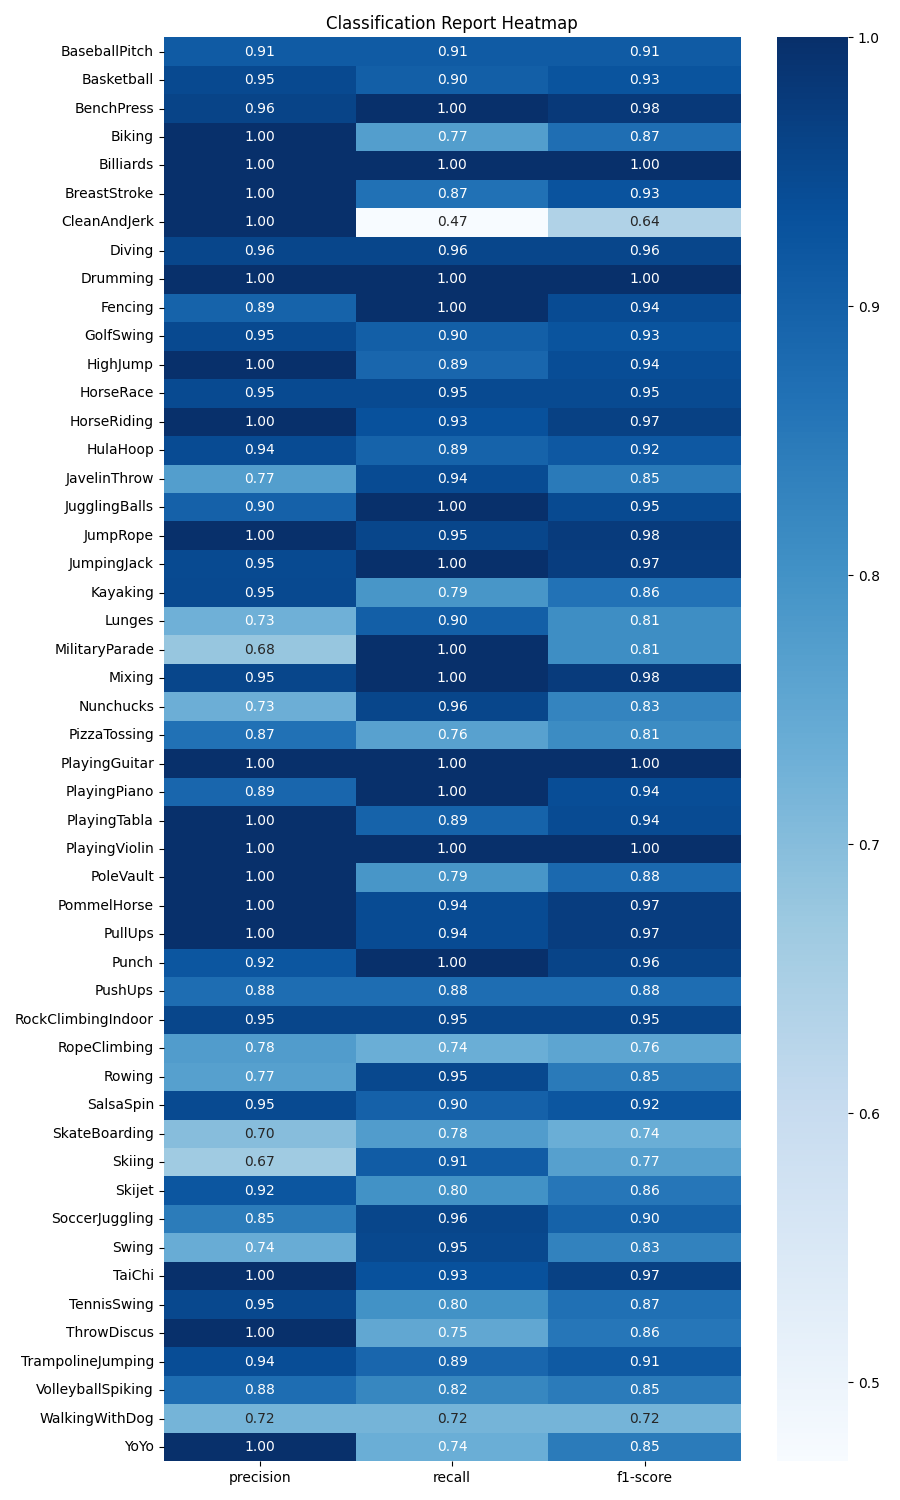 Classification Report Heatmap
BaseballPitch 0.91 0.91 0.91
Basketball 0.95 0.90 0.93
BenchPress 0.96 1.00 0.98
Biking 1.00 0.77 0.87
Billiards 1.00 1.00 1.00
BreastStroke 1.00 0.87 0.93
CleanAndJerk 1.00 0.47 0.64
Diving 0.96 0.96 0.96
Drumming 1.00 1.00 1.00
Fencing 0.89 1.00 0.94
GolfSwing 0.95 0.90 0.93
HighJump 1.00 0.89 0.94
HorseRace 0.95 0.95 0.95
HorseRiding 1.00 0.93 0.97
HulaHoop 0.94 0.89 0.92
JavelinThrow 0.77 0.94 0.85
JugglingBalls 0.90 1.00 0.95
JumpRope 1.00 0.95 0.98
JumpingJack 0.95 1.00 0.97
Kayaking 0.95 0.79 0.86
Lunges 0.73 0.90 0.81
MilitaryParade 0.68 1.00 0.81
Mixing 0.95 1.00 0.98
Nunchucks 0.73 0.96 0.83
PizzaTossing 0.87 0.76 0.81
PlayingGuitar 1.00 1.00 1.00
PlayingPiano 0.89 1.00 0.94
PlayingTabla 1.00 0.89 0.94
PlayingViolin 1.00 1.00 1.00
PoleVault 1.00 0.79 0.88
PommelHorse 1.00 0.94 0.97
PullUps 1.00 0.94 0.97
Punch 0.92 1.00 0.96
PushUps 0.88 0.88 0.88
RockClimbingIndoor 0.95 0.95 0.95
RopeClimbing 0.78 0.74 0.76
Rowing 0.77 0.95 0.85
SalsaSpin 0.95 0.90 0.92
SkateBoarding 0.70 0.78 0.74
Skiing 0.67 0.91 0.77
Skijet 0.92 0.80 0.86
SoccerJuggling 0.85 0.96 0.90
Swing 0.74 0.95 0.83
TaiChi 1.00 0.93 0.97
TennisSwing 0.95 0.80 0.87
ThrowDiscus 1.00 0.75 0.86
TrampolineJumping 0.94 0.89 0.91
VolleyballSpiking 0.88 0.82 0.85
WalkingWithDog 0.72 0.72 0.72
YoYo 1.00 0.74 0.85
precision recall f1-score
1.0
0.9
0.8
0.7
0.6
0.5